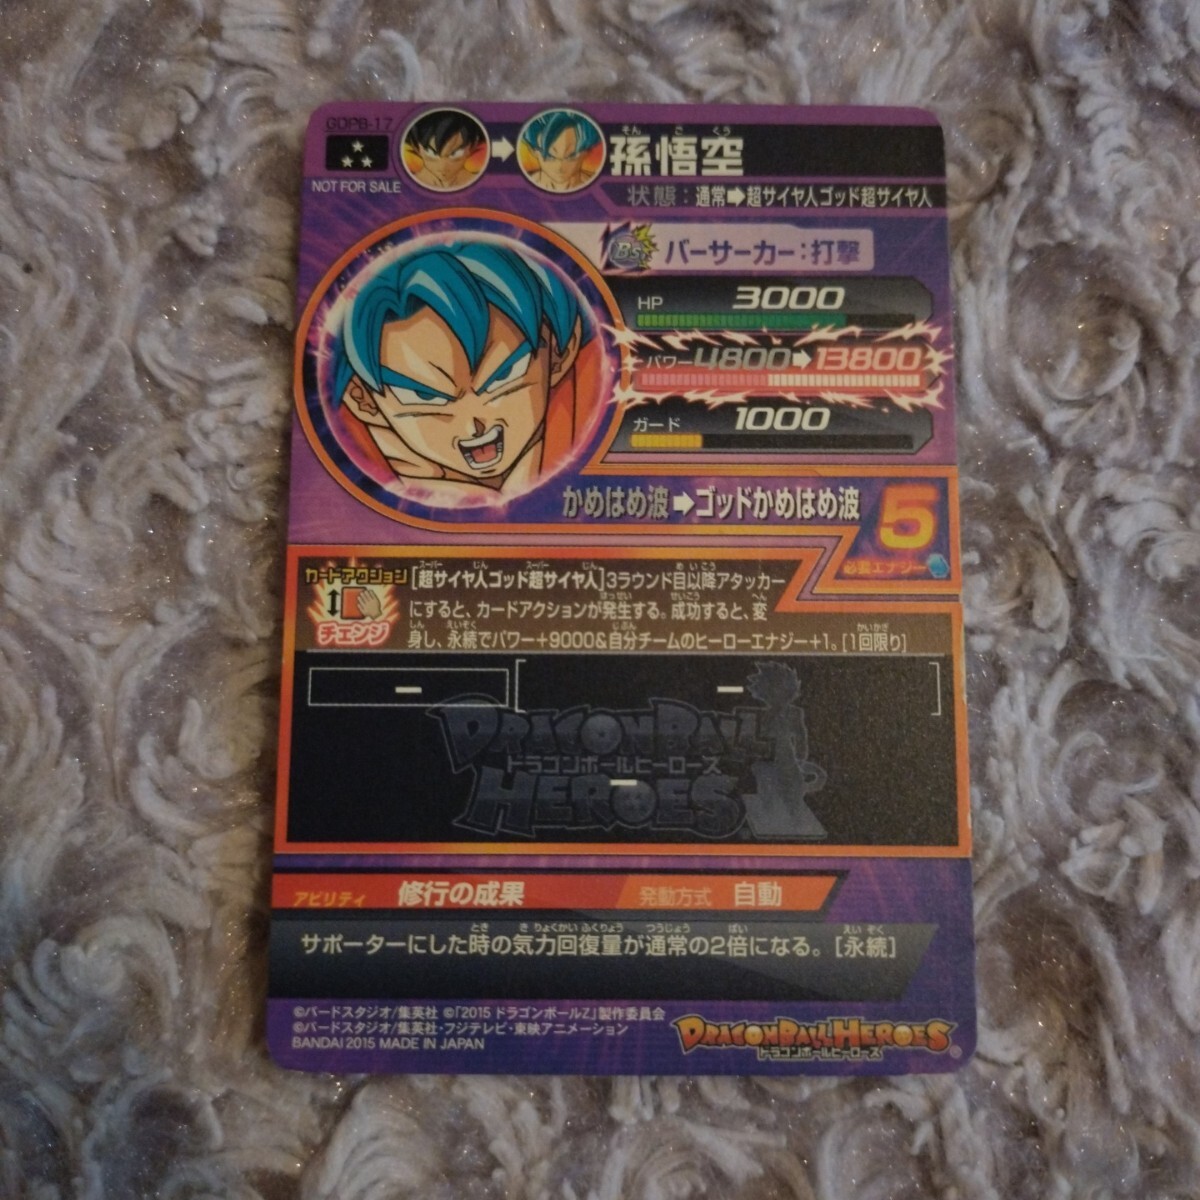 GDPB-17
NOT FOR SALE
孫悟空
そんごくう
状態：通常➡超サイヤ人ゴッド超サイヤ人
Bs バーサーカー：打撃
HP 3000
パワー 4800➡13800
ガード 1000
かめはめ波➡ゴッドかめはめ波
5
必要エナジー
カードアクション
チェンジ
[超サイヤ人ゴッド超サイヤ人]3ラウンド目以降アタッカー
にすると、カードアクションが発生する。成功すると、変
身し、永続でパワー+9000&自分チームのヒーローエナジー+1。[1回限り]
ー
ー
ー
DRAGONBALL
ドラゴンボールヒーローズ
HEROES
アビリティ 修行の成果 発動方式 自動
サポーターにした時の気力回復量が通常の2倍になる。[永続]
©バードスタジオ/集英社 ©「2015 ドラゴンボールZ」製作委員会
©バードスタジオ/集英社・フジテレビ・東映アニメーション
BANDAI 2015 MADE IN JAPAN
DRAGONBALL HEROES
ドラゴンボールヒーローズ